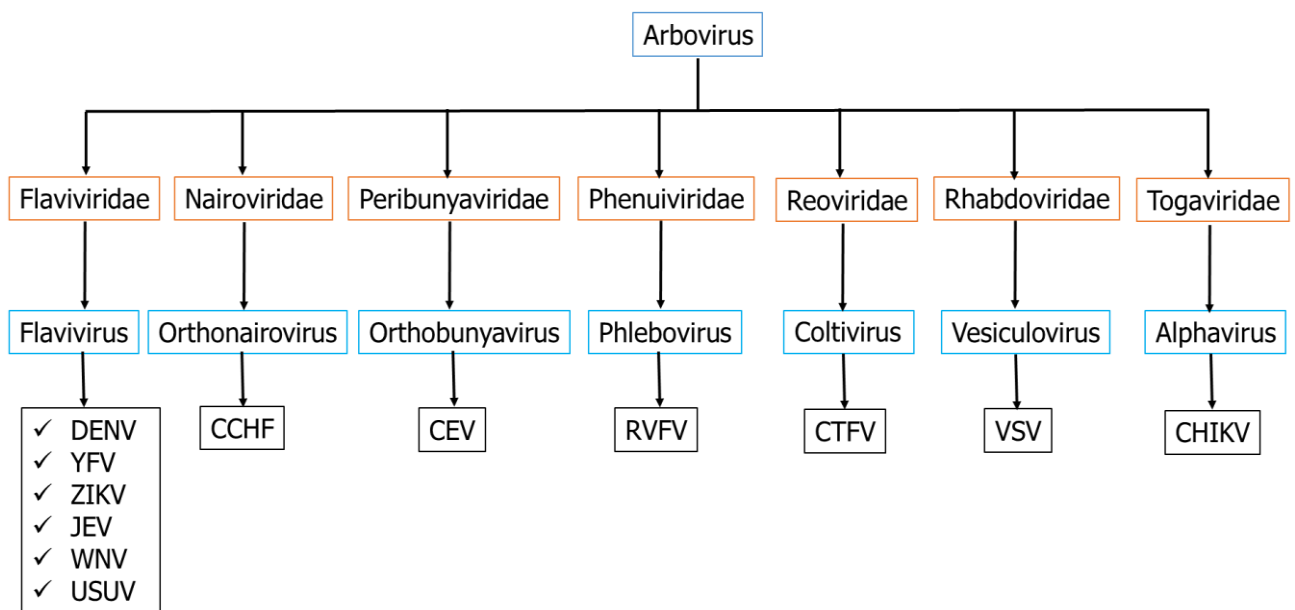 Arbovirus
Flaviviridae
Nairoviridae
Peribunyaviridae
Phenuiviridae
Reoviridae
Rhabdoviridae
Togaviridae
Flavivirus
Orthonairovirus
Orthobunyavirus
Phlebovirus
Coltivirus
Vesiculovirus
Alphavirus
✓ DENV
✓ YFV
✓ ZIKV
✓ JEV
✓ WNV
✓ USUV
CCHF
CEV
RVFV
CTFV
VSV
CHIKV